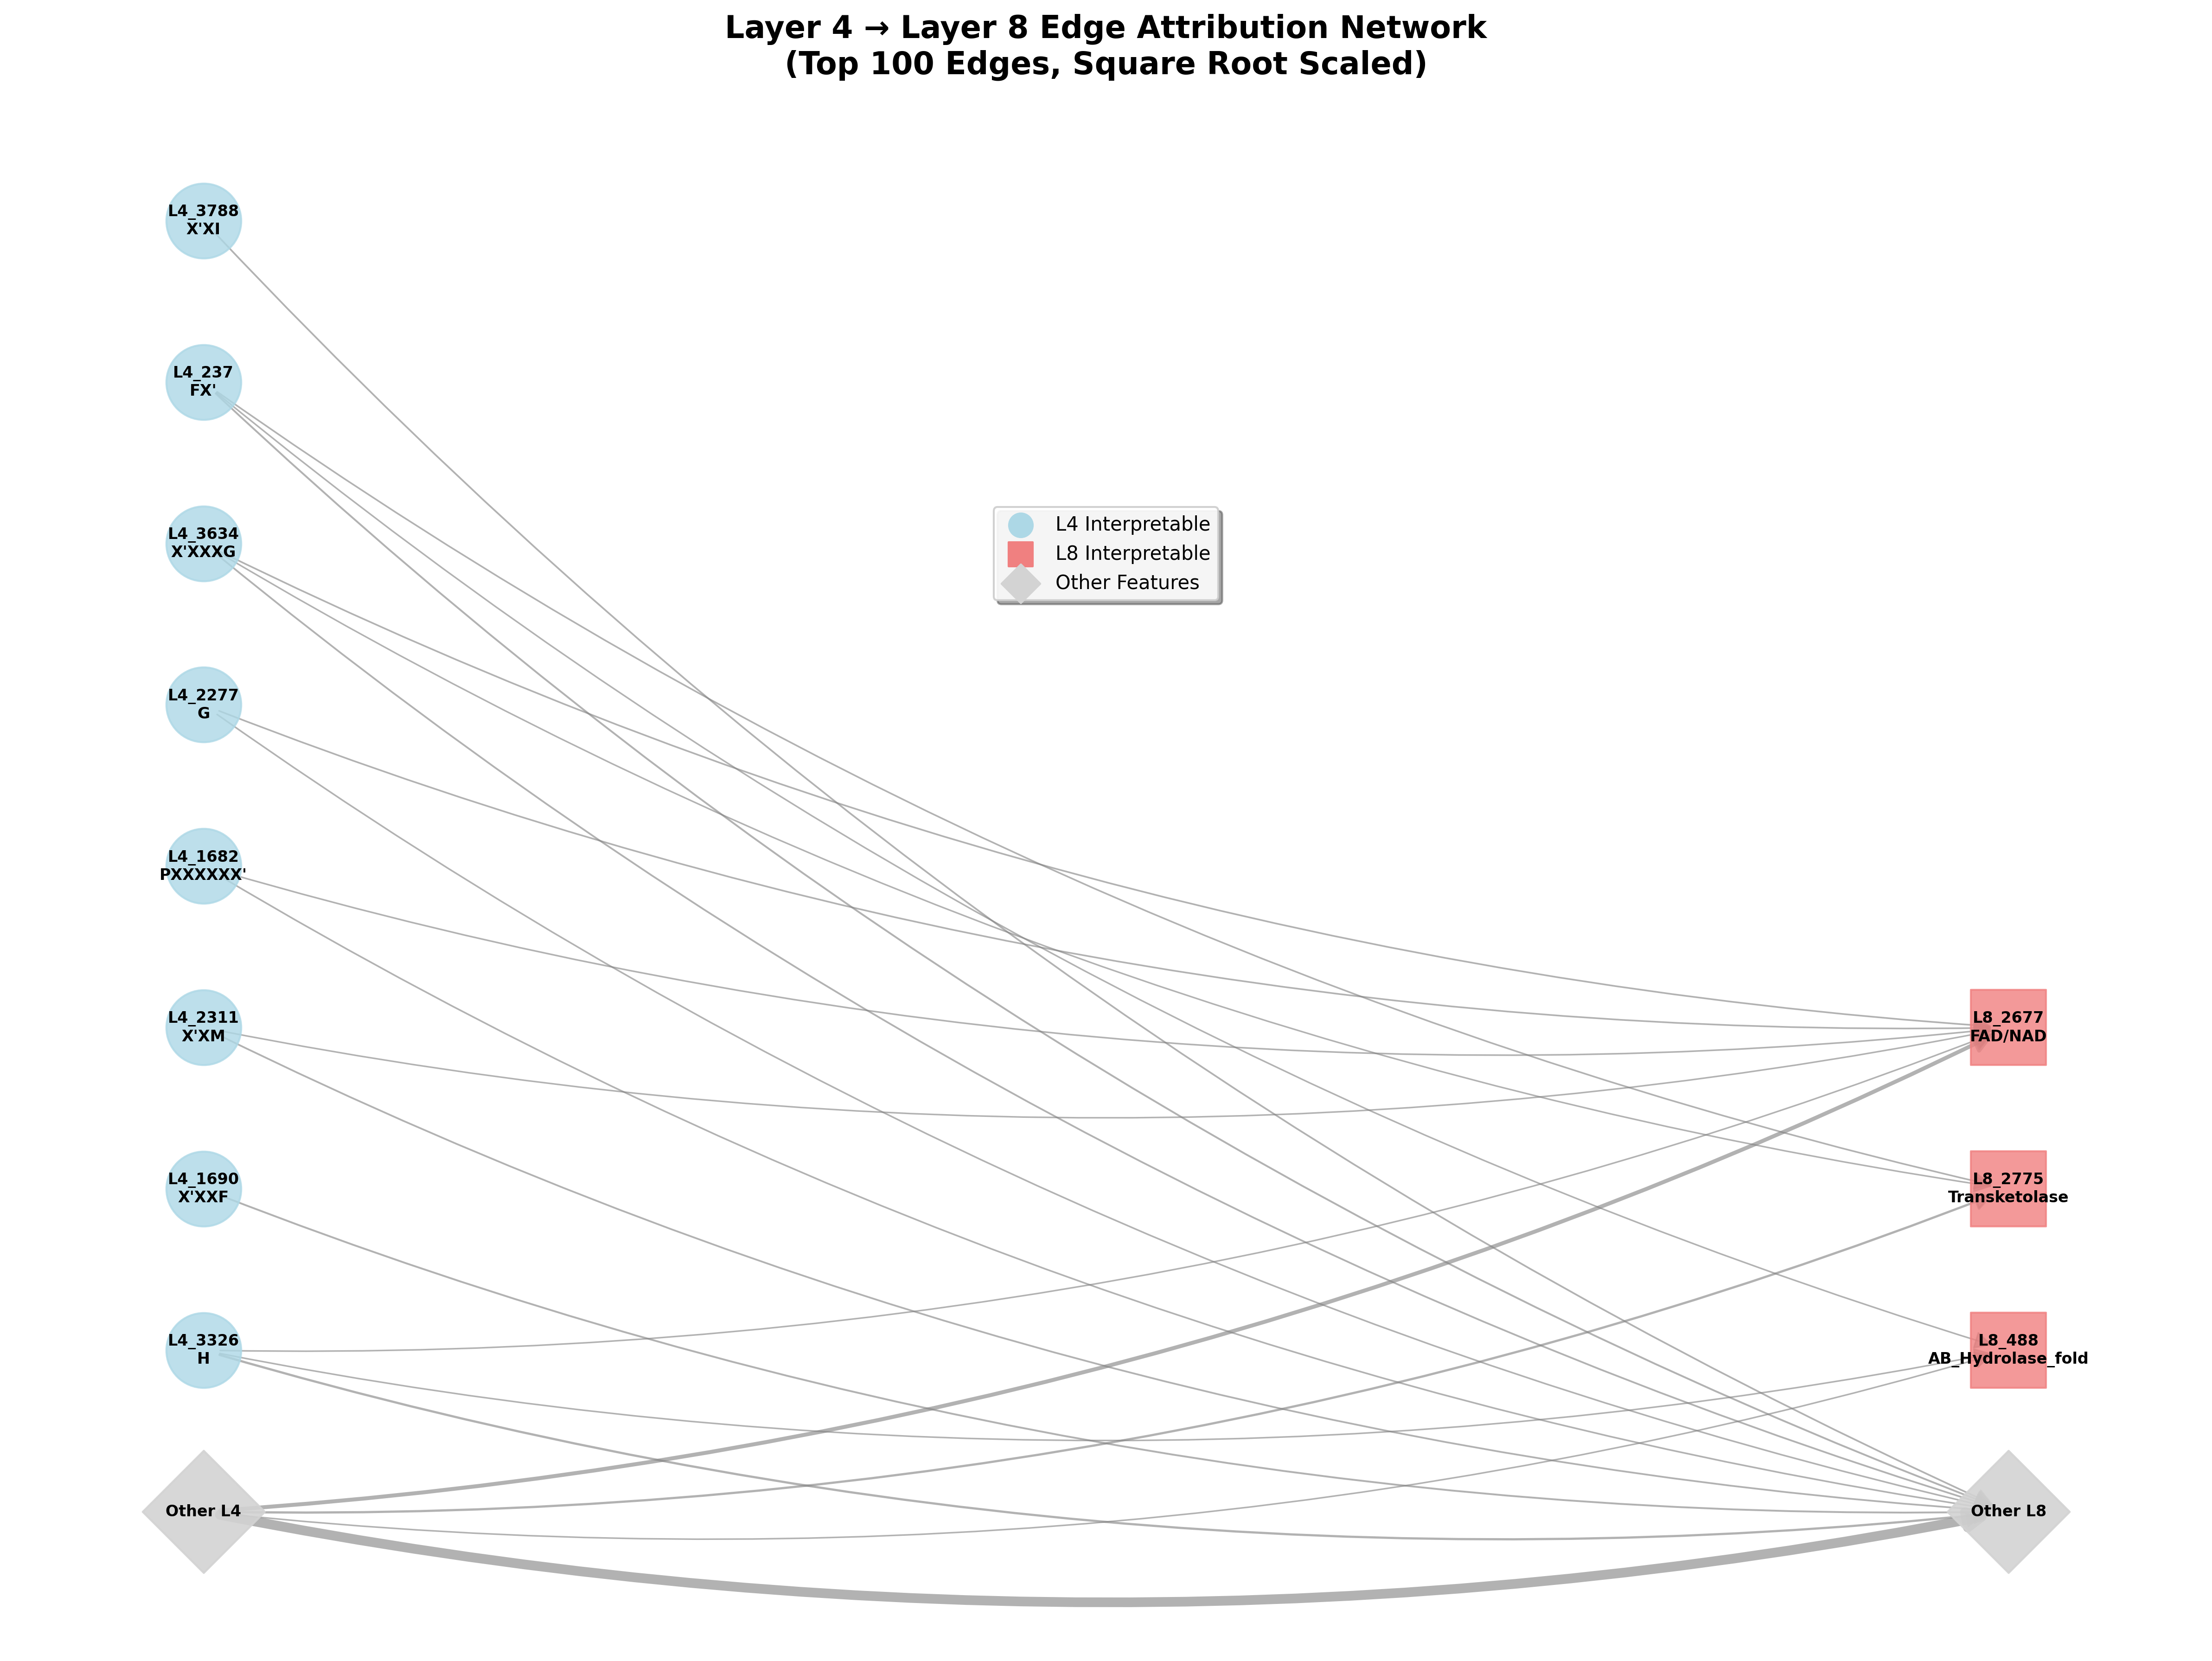 Layer 4 → Layer 8 Edge Attribution Network
(Top 100 Edges, Square Root Scaled)
L4_3788
X'XI
L4_237
FX'
L4_3634
X'XXXG
L4_2277
G
L4_1682
PXXXXXX'
L4_2311
X'XM
L4_1690
X'XXF
L4_3326
H
Other L4
L4 Interpretable
L8 Interpretable
Other Features
L8_2677
FAD/NAD
L8_2775
Transketolase
L8_488
AB_Hydrolase_fold
Other L8